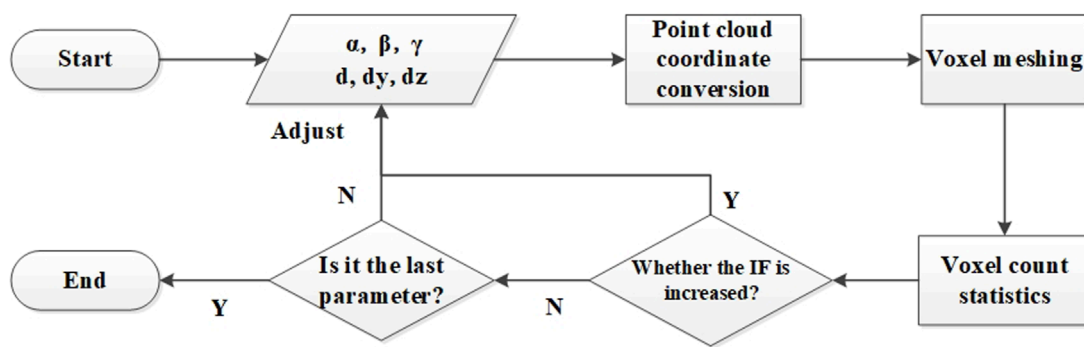 Start
α, β, γ
d, dy, dz
Point cloud
coordinate
conversion
Voxel meshing
Adjust
N
Y
End
Y
Is it the last
parameter?
N
Whether the IF is
increased?
Voxel count
statistics